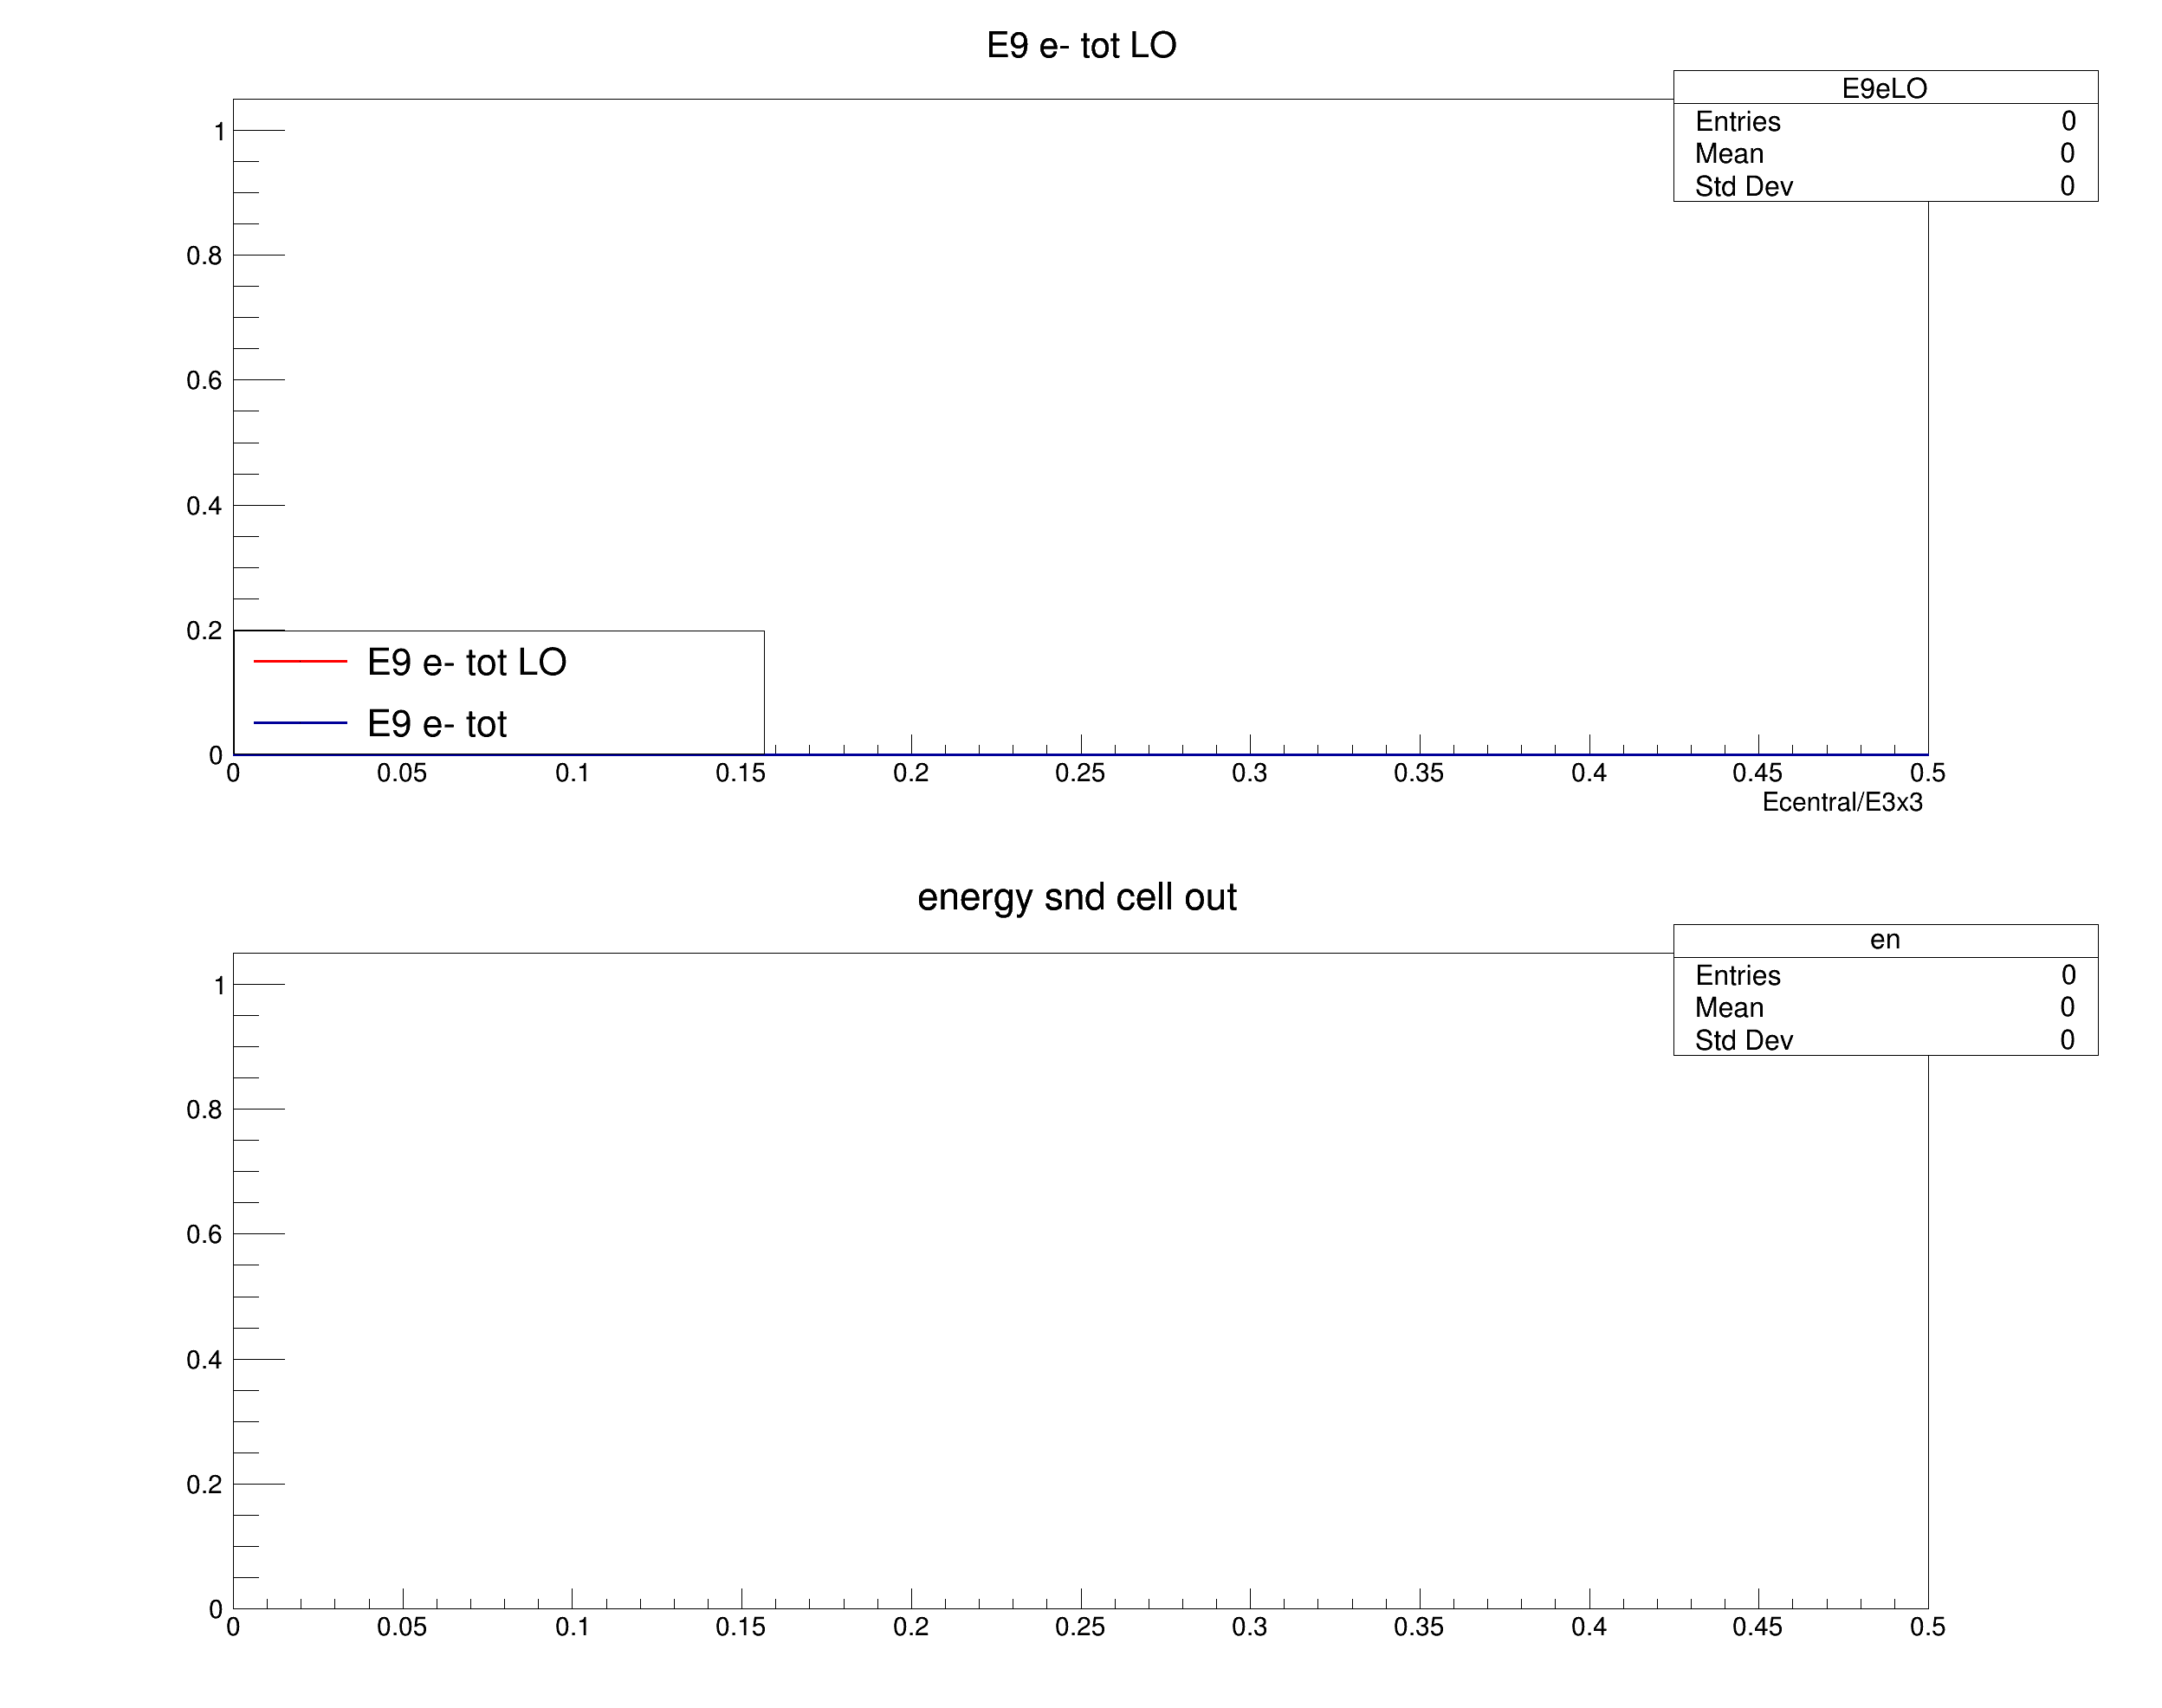 E9 e- tot LO
E9eLO
Entries 0
Mean 0
Std Dev 0
1
0.8
0.6
0.4
0.2
0
E9 e- tot LO
E9 e- tot
0 0.05 0.1 0.15 0.2 0.25 0.3 0.35 0.4 0.45 0.5
Ecentral/E3x3
energy snd cell out
en
Entries 0
Mean 0
Std Dev 0
1
0.8
0.6
0.4
0.2
0
0 0.05 0.1 0.15 0.2 0.25 0.3 0.35 0.4 0.45 0.5